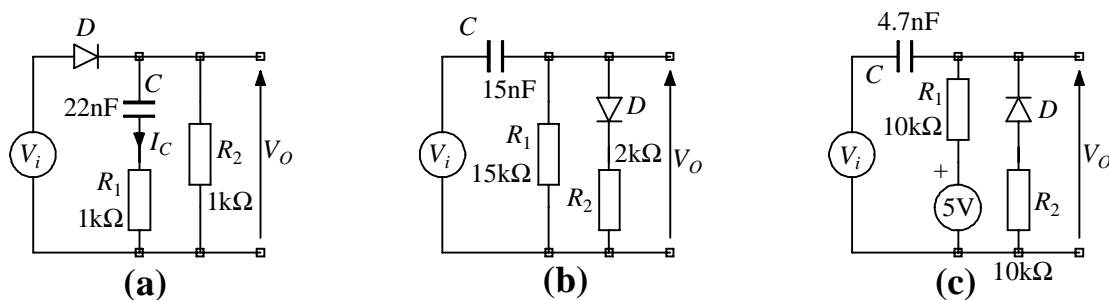 D
C
22nF
I_C
V_i
R_1
1kΩ
R_2
1kΩ
V_O
(a)
C
15nF
V_i
R_1
15kΩ
D
2kΩ
R_2
V_O
(b)
4.7nF
C
V_i
R_1
10kΩ
+
5V
D
R_2
10kΩ
V_O
(c)